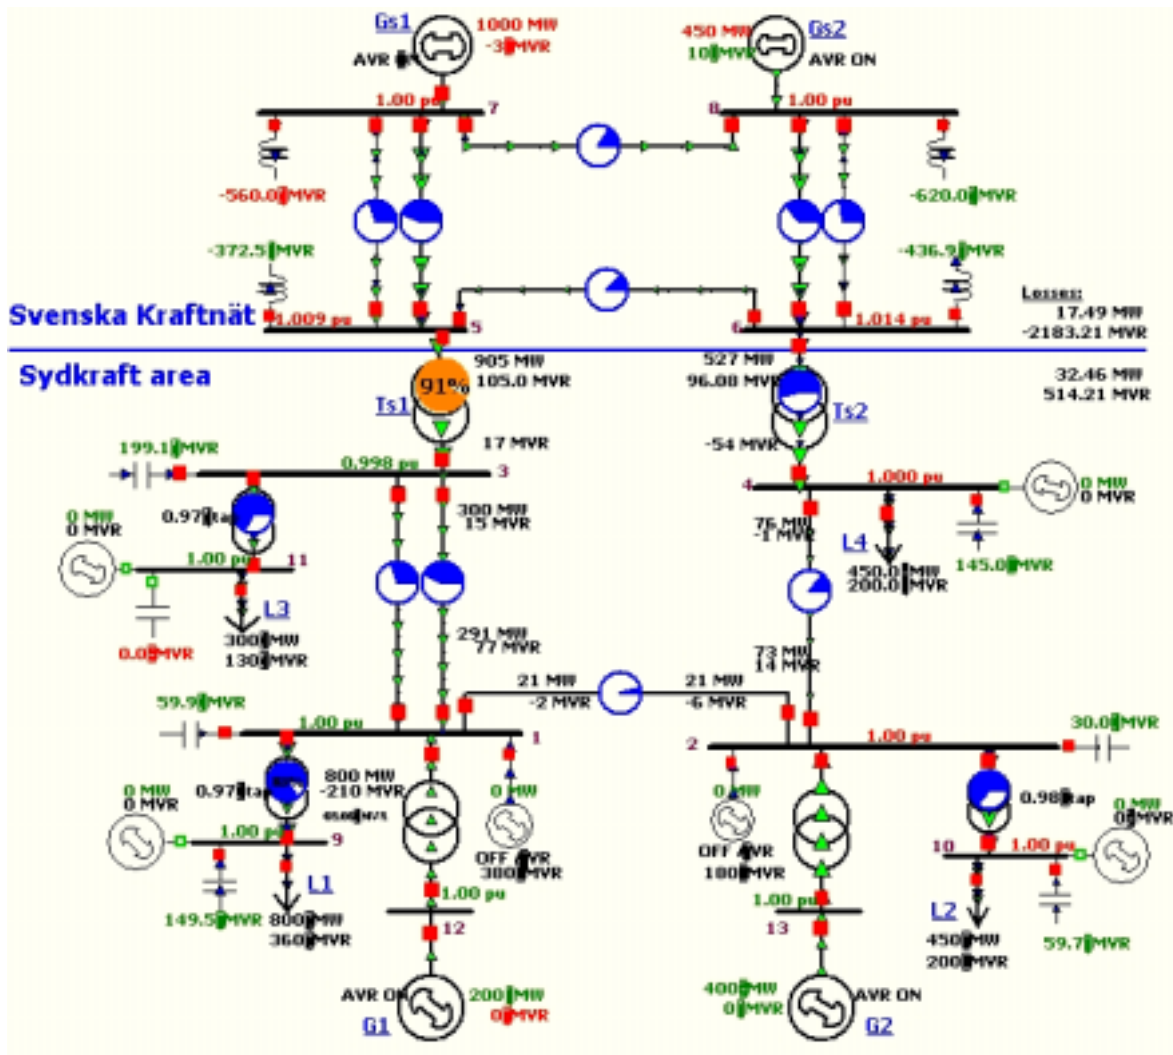 Gs1
1000 MW
-3 MVR
AVR
450 MW
10 MVR
Gs2
AVR ON
1.00 pu
7
8
1.00 pu
-560.0 MVR
-620.0 MVR
-372.5 MVR
-436.9 MVR
Svenska Kraftnät
1.009 pu
5
6
1.014 pu
Losses:
17.49 MW
-2183.21 MVR
Sydkraft area
905 MW
105.0 MVR
91%
Ts1
527 MW
96.08 MVR
Ts2
32.46 MW
514.21 MVR
17 MVR
-54 MVR
199.1 MVR
0.998 pu
3
4
1.000 pu
0 MW
0 MVR
0 MW
0 MVR
0.97 tap
300 MW
15 MVR
76 MW
-1 MVR
L4
450.0 MW
200.0 MVR
145.0 MVR
1.00 pu
11
L3
300 MW
130 MVR
0.0 MVR
291 MW
77 MVR
73 MW
14 MVR
21 MW
-2 MVR
21 MW
-6 MVR
59.9 MVR
1.00 pu
1
2
1.00 pu
30.0 MVR
0 MW
0 MVR
0.97 tap
800 MW
-210 MVR
0 MW
0 MW
0.98 tap
0 MW
0 MVR
1.00 pu
9
OFF AVR
300 MVR
OFF AVR
100 MVR
10
1.00 pu
149.5 MVR
L1
800 MW
360 MVR
1.00 pu
12
1.00 pu
13
L2
450 MW
200 MVR
59.7 MVR
AVR ON
200 MW
0 MVR
G1
400 MW
0 MVR
AVR ON
G2